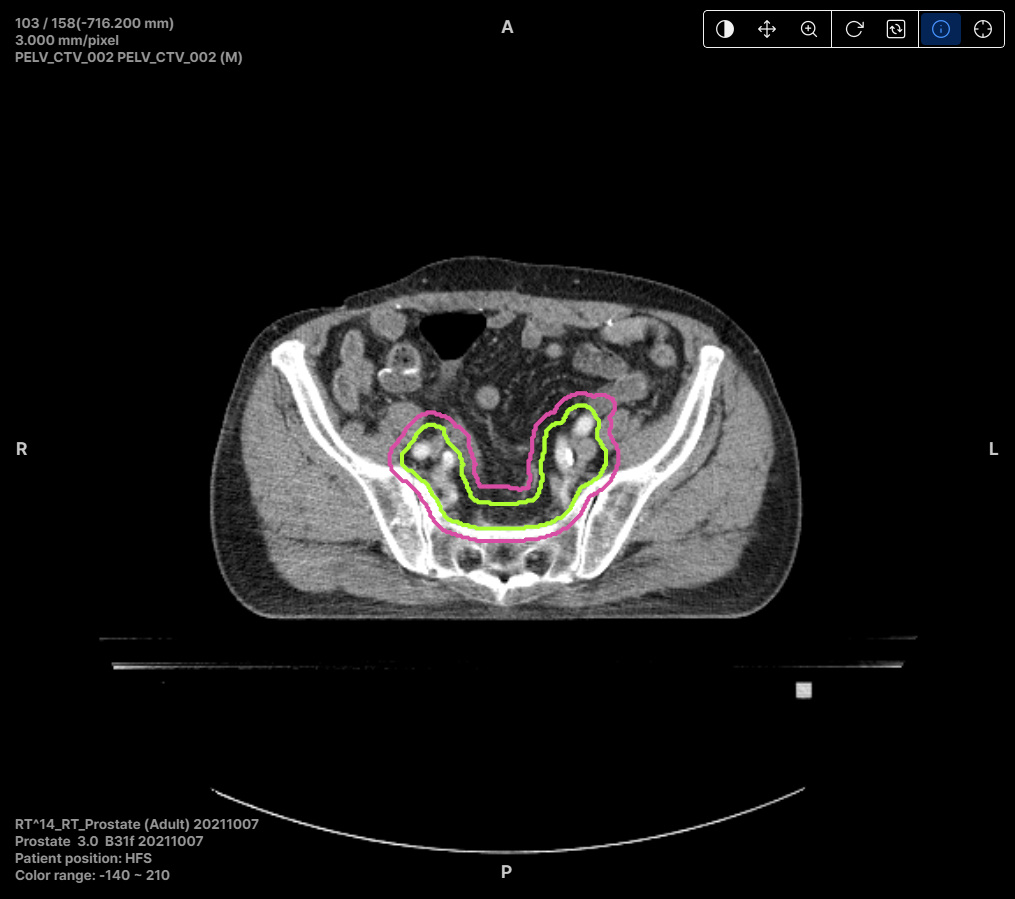 103 / 158(-716.200 mm)
3.000 mm/pixel
PELV_CTV_002 PELV_CTV_002 (M)
A
R
L
RT^14_RT_Prostate (Adult) 20211007
Prostate 3.0 B31f 20211007
Patient position: HFS
Color range: -140 ~ 210
P